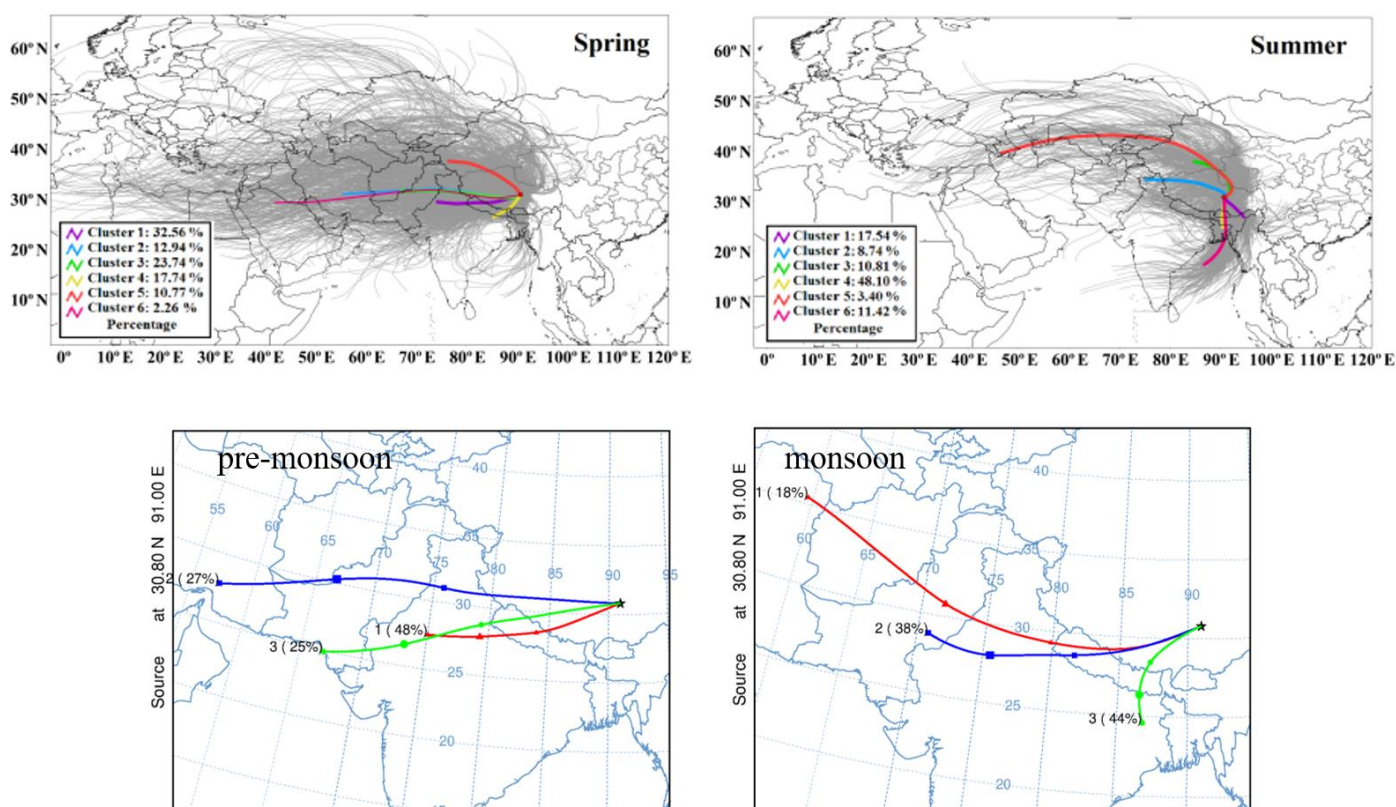 Spring
60° N
50° N
40° N
30° N
20° N
10° N
Cluster 1: 32.56 %
Cluster 2: 12.94 %
Cluster 3: 23.74 %
Cluster 4: 17.74 %
Cluster 5: 10.77 %
Cluster 6: 2.26 %
Percentage
0° 10° E 20° E 30° E 40° E 50° E 60° E 70° E 80° E 90° E 100° E 110° E 120° E
Summer
60° N
50° N
40° N
30° N
20° N
10° N
Cluster 1: 17.54 %
Cluster 2: 8.74 %
Cluster 3: 10.81 %
Cluster 4: 48.10 %
Cluster 5: 3.40 %
Cluster 6: 11.42 %
Percentage
0° 10° E 20° E 30° E 40° E 50° E 60° E 70° E 80° E 90° E 100° E 110° E 120° E
pre-monsoon
Source at 30.80 N 91.00 E
40
55
60
65
70
75
35
80
85
90
95
2 ( 27%)
30
1 ( 48%)
3 ( 25%)
25
20
monsoon
Source at 30.80 N 91.00 E
40
1 ( 18%)
60
65
70
35
75
80
85
90
2 ( 38%)
30
25
3 ( 44%)
20